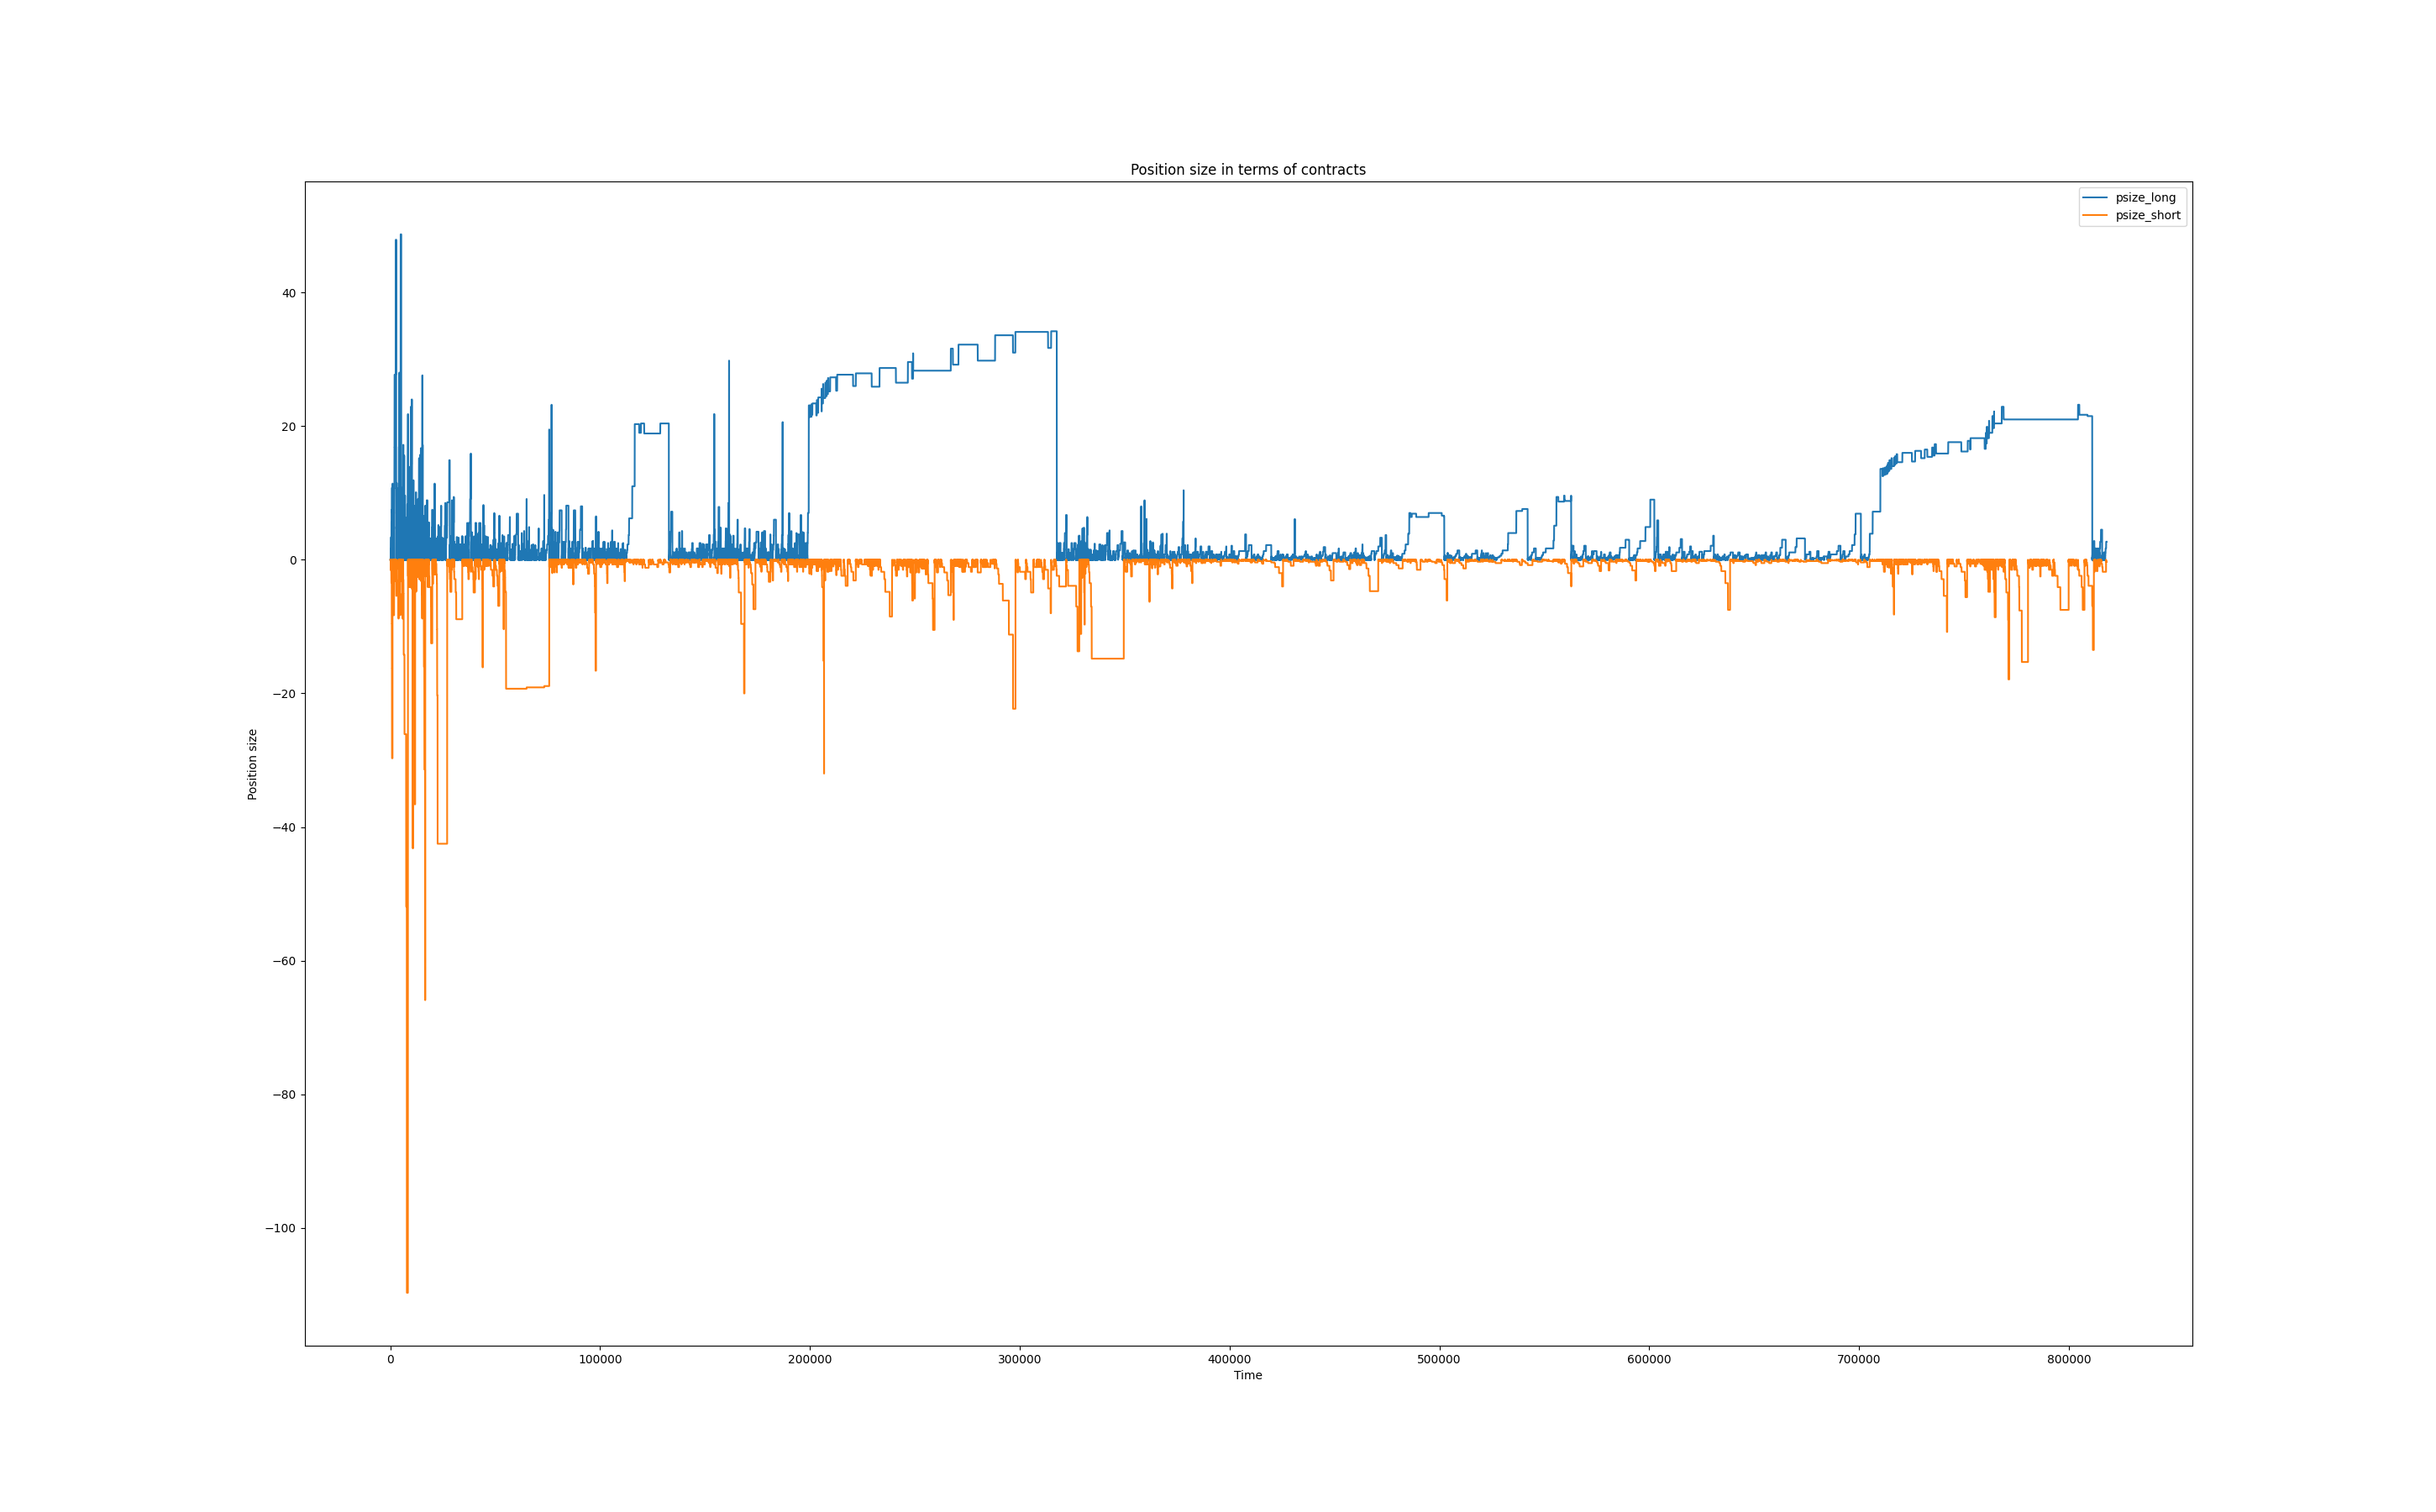 Position size in terms of contracts
psize_long
psize_short
40
20
0
−20
−40
−60
−80
−100
Position size
0 100000 200000 300000 400000 500000 600000 700000 800000
Time